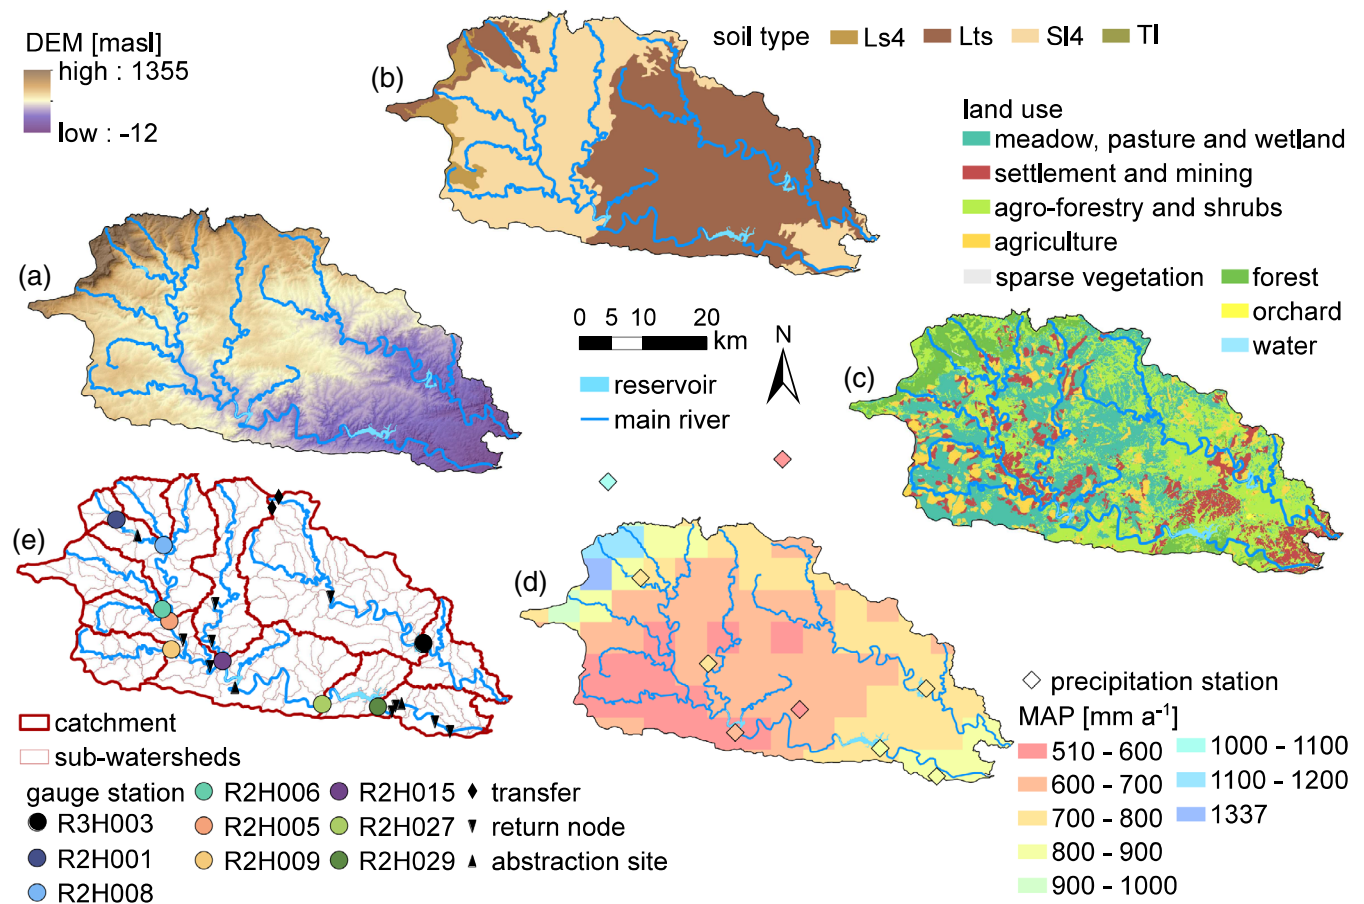 DEM [masl]
high : 1355
low : -12
(b)
soil type Ls4 Lts Sl4 Tl
land use
meadow, pasture and wetland
settlement and mining
agro-forestry and shrubs
agriculture
sparse vegetation forest
orchard
water
(a)
0 5 10 20
km
N
reservoir
main river
(c)
(e)
catchment
sub-watersheds
gauge station
R3H003
R2H001
R2H008
R2H006
R2H005
R2H009
R2H015
R2H027
R2H029
transfer
return node
abstraction site
(d)
precipitation station
MAP [mm a⁻¹]
510 - 600
600 - 700
700 - 800
800 - 900
900 - 1000
1000 - 1100
1100 - 1200
1337